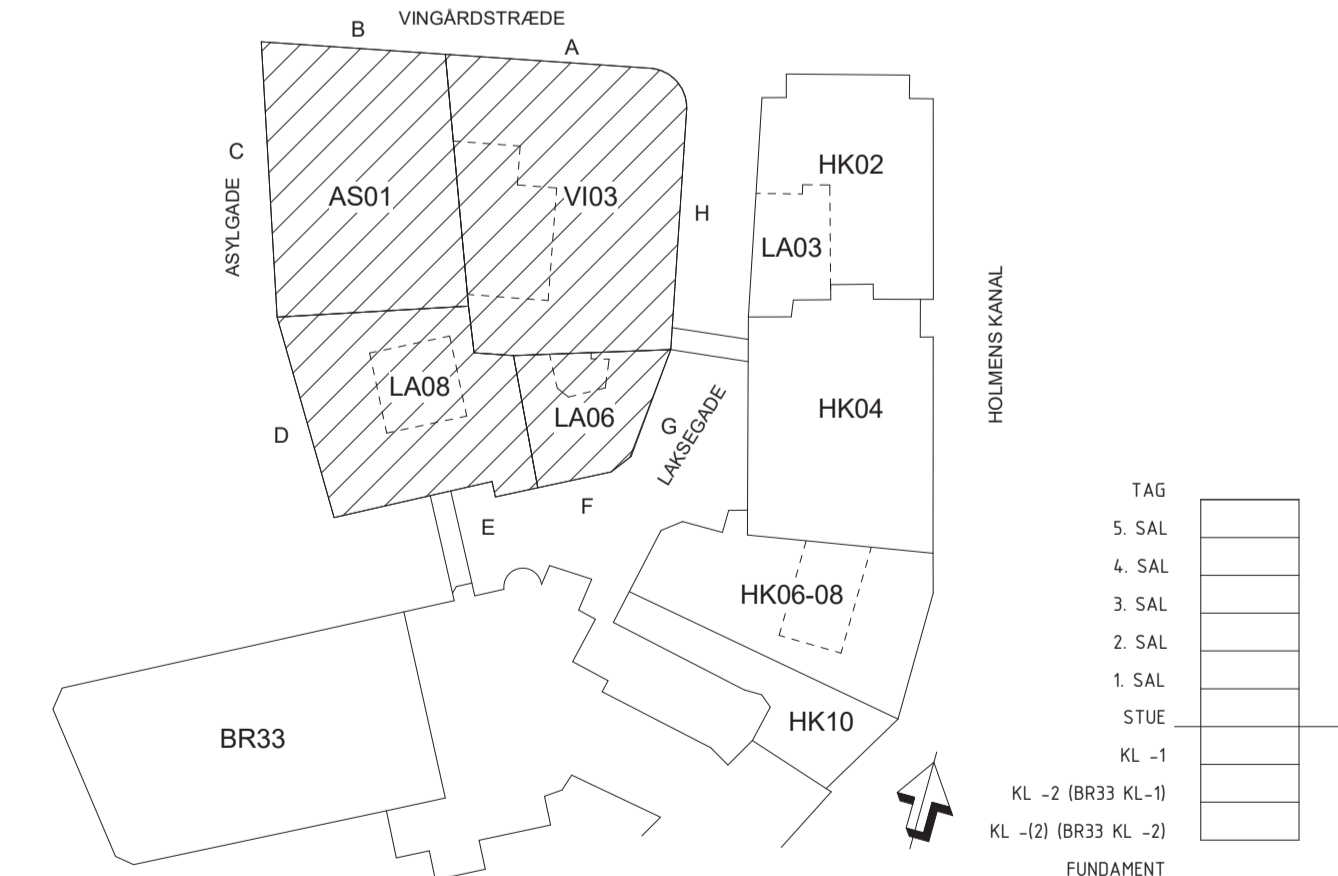 VINGÅRDSTRÆDE
B
A
C
ASYLGADE
AS01
VI03
H
HK02
LA03
HOLMENS KANAL
LA08
LA06
G
LAKSEGADE
HK04
D
F
E
HK06-08
HK10
BR33
TAG
5. SAL
4. SAL
3. SAL
2. SAL
1. SAL
STUE
KL -1
KL -2 (BR33 KL-1)
KL -(2) (BR33 KL -2)
FUNDAMENT